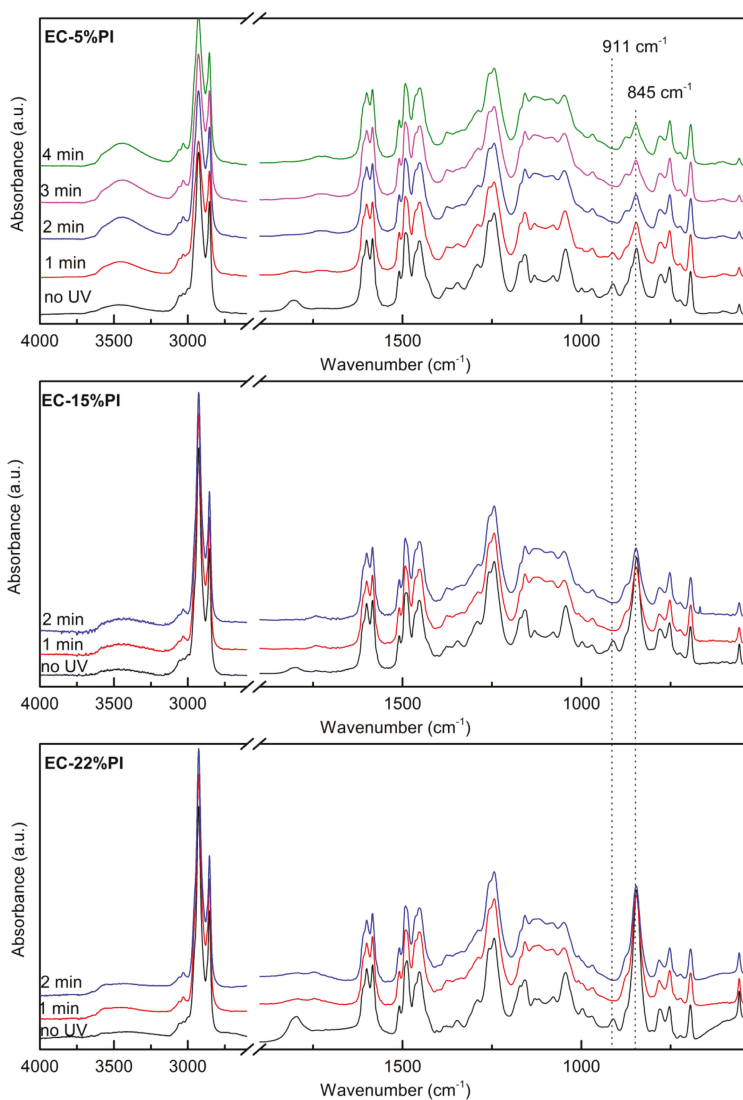 EC-5%PI
911 cm-1
845 cm-1
Absorbance (a.u.)
4 min
3 min
2 min
1 min
no UV
4000 3500 3000 1500 1000
Wavenumber (cm-1)
EC-15%PI
Absorbance (a.u.)
2 min
1 min
no UV
4000 3500 3000 1500 1000
Wavenumber (cm-1)
EC-22%PI
Absorbance (a.u.)
2 min
1 min
no UV
4000 3500 3000 1500 1000
Wavenumber (cm-1)